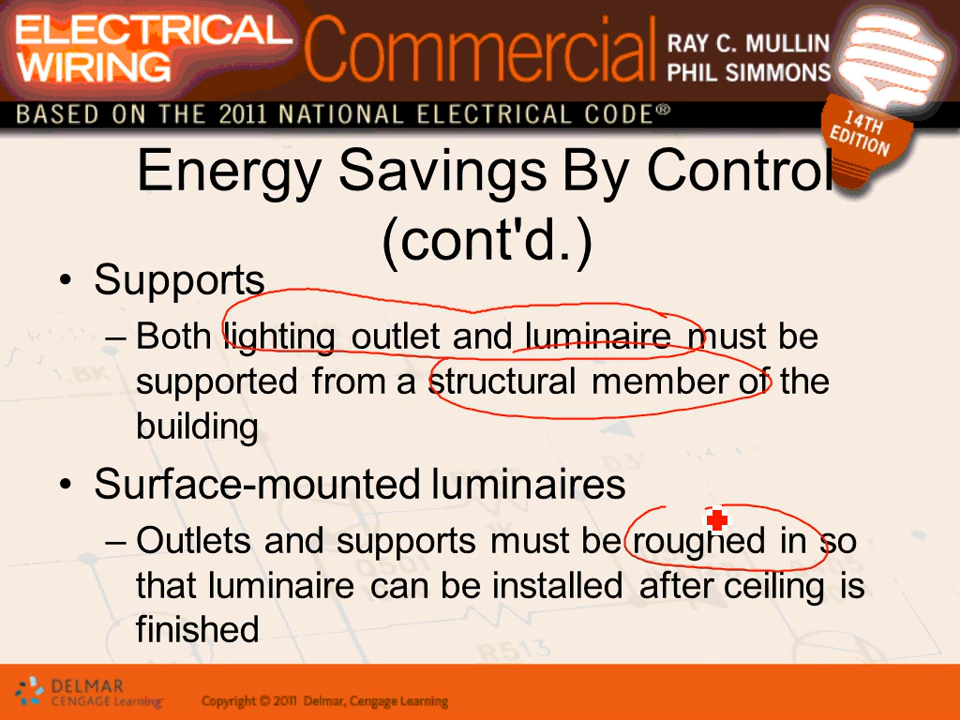 ELECTRICAL
WIRING
Commercial
RAY C. MULLIN
PHIL SIMMONS
BASED ON THE 2011 NATIONAL ELECTRICAL CODE®
14TH
EDITION
Energy Savings By Control
(cont'd.)
• Supports
– Both lighting outlet and luminaire must be
supported from a structural member of the
building
• Surface-mounted luminaires
– Outlets and supports must be roughed in so
that luminaire can be installed after ceiling is
finished
R513
DELMAR
CENGAGE Learning
Copyright © 2011 Delmar, Cengage Learning